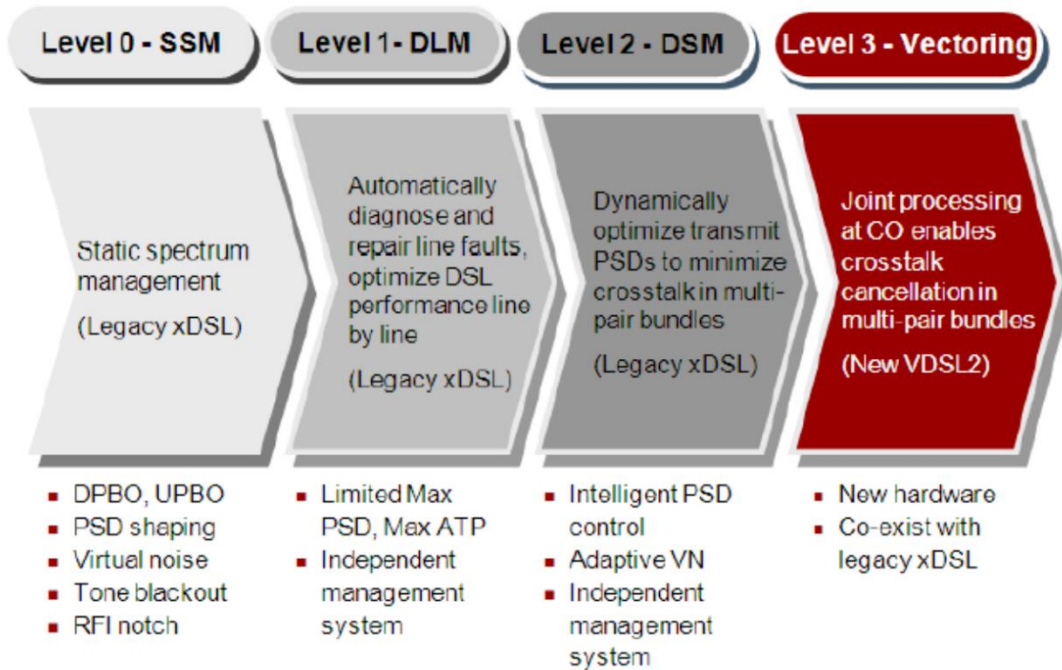 Level 0 - SSM
Level 1- DLM
Level 2 - DSM
Level 3 - Vectoring
Static spectrum
management
(Legacy xDSL)
Automatically
diagnose and
repair line faults,
optimize DSL
performance line
by line
(Legacy xDSL)
Dynamically
optimize transmit
PSDs to minimize
crosstalk in multi-
pair bundles
(Legacy xDSL)
Joint processing
at CO enables
crosstalk
cancellation in
multi-pair bundles
(New VDSL2)
▪ DPBO, UPBO
▪ PSD shaping
▪ Virtual noise
▪ Tone blackout
▪ RFI notch
▪ Limited Max
PSD, Max ATP
▪ Independent
management
system
▪ Intelligent PSD
control
▪ Adaptive VN
▪ Independent
management
system
▪ New hardware
▪ Co-exist with
legacy xDSL